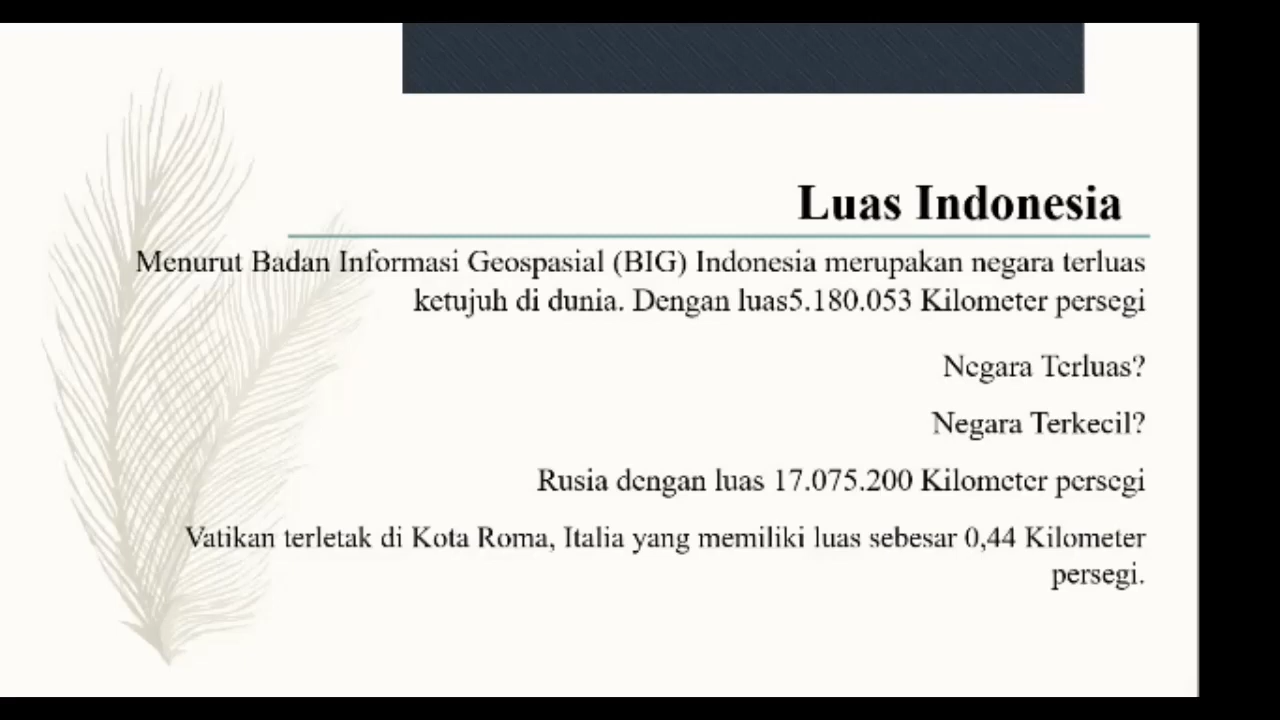 Luas Indonesia
Menurut Badan Informasi Geospasial (BIG) Indonesia merupakan negara terluas
ketujuh di dunia. Dengan luas5.180.053 Kilometer persegi
Negara Terluas?
Negara Terkecil?
Rusia dengan luas 17.075.200 Kilometer persegi
Vatikan terletak di Kota Roma, Italia yang memiliki luas sebesar 0,44 Kilometer
persegi.